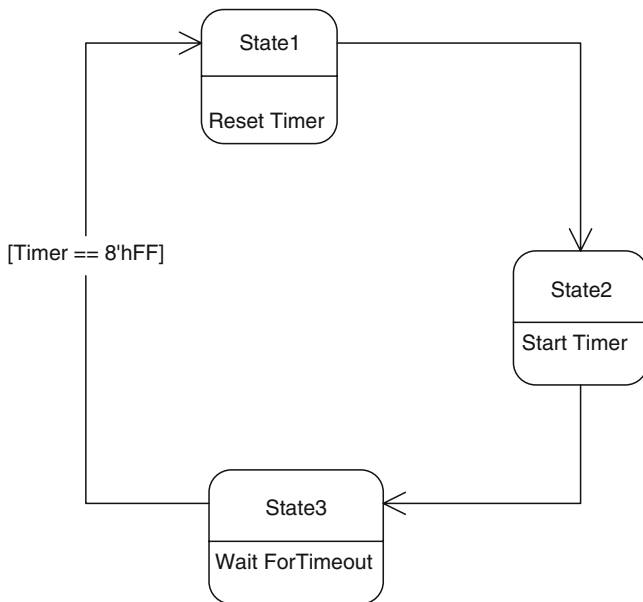 State1
Reset Timer
[Timer == 8'hFF]
State2
Start Timer
State3
Wait ForTimeout